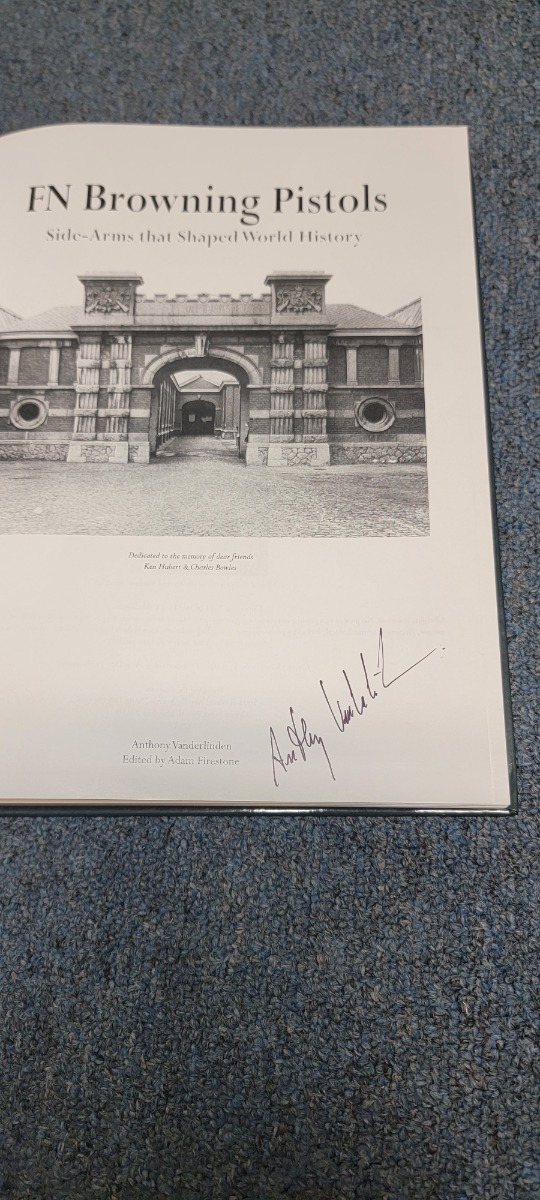 FN Browning Pistols
Side-Arms that Shaped World History
Dedicated to the memory of dear friends
Ken Hubert & Charles Bowles
Anthony Vanderlinden
Edited by Adam Firestone
Anthony